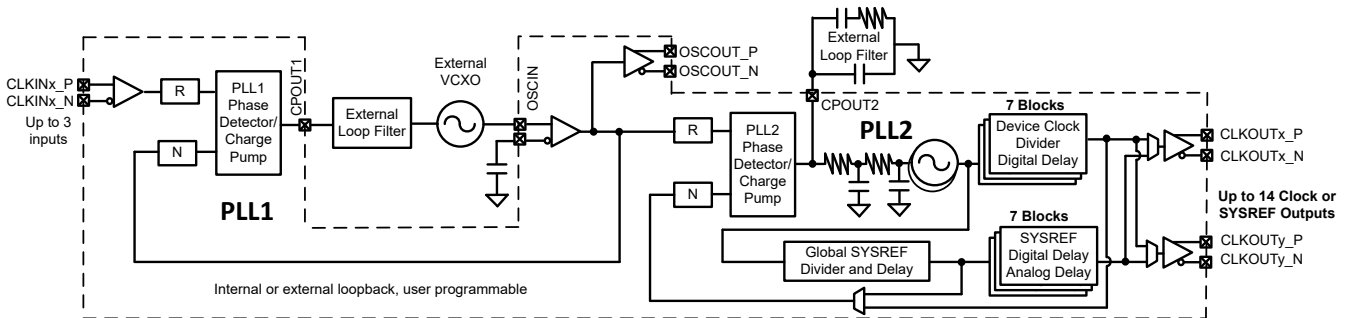 CLKINx_P
CLKINx_N
Up to 3
inputs
R
N
PLL1
Phase
Detector/
Charge
Pump
PLL1
CPOUT1
External
Loop Filter
External
VCXO
OSCIN
OSCOUT_P
OSCOUT_N
Internal or external loopback, user programmable
R
N
PLL2
Phase
Detector/
Charge
Pump
External
Loop Filter
CPOUT2
PLL2
7 Blocks
Device Clock
Divider
Digital Delay
Global SYSREF
Divider and Delay
7 Blocks
SYSREF
Digital Delay
Analog Delay
CLKOUTx_P
CLKOUTx_N
Up to 14 Clock or
SYSREF Outputs
CLKOUTy_P
CLKOUTy_N